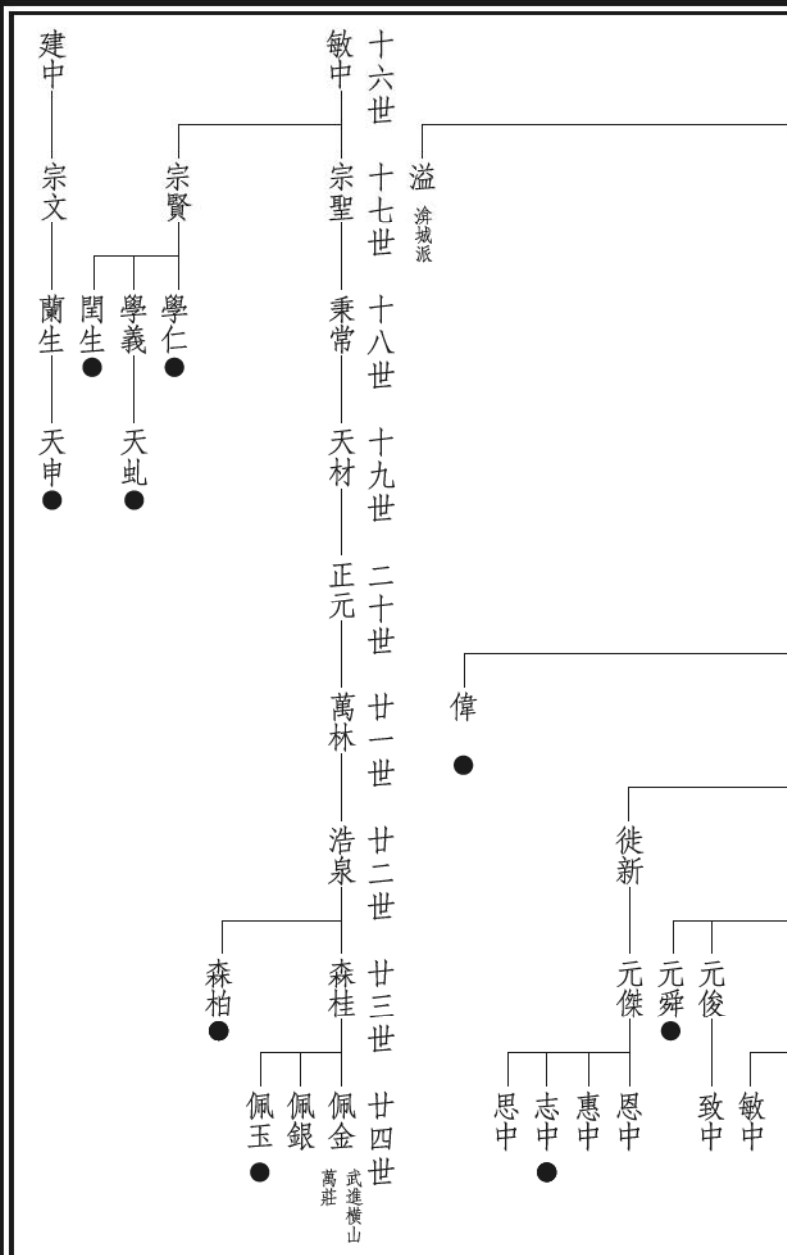 敏中
元俊
致中
元舜
徙新
元傑
恩中
惠中
志中
思中
偉
溢
渰城派
十六世
十七世
十八世
十九世
二十世
廿一世
廿二世
廿三世
廿四世
敏中
宗聖
秉常
天材
正元
萬林
浩泉
森桂
佩金
武進橫山
萬莊
佩銀
佩玉
森柏
宗賢
學仁
學義
天虬
閏生
建中
宗文
蘭生
天申